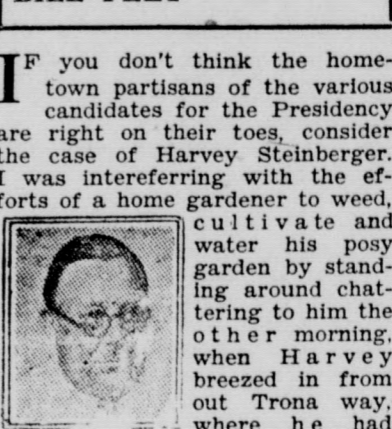 IF you don't think the home-
town partisans of the various
candidates for the Presidency
are right on their toes, consider
the case of Harvey Steinberger.
I was intereferring with the ef-
forts of a home gardener to weed,
cultivate and
water his posy
garden by stand-
ing around chat-
tering to him the
other morning,
when Harvey
breezed in from
out Trona way,
where he had